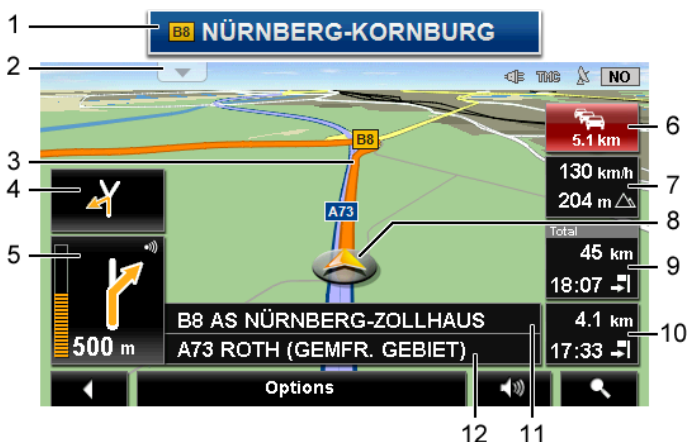 1
B8 NÜRNBERG-KORNBURG
2
TMC NO
B8
6
5.1 km
3
4
130 km/h
7
204 m
A73
8
Total
5
45 km
9
18:07
B8 AS NÜRNBERG-ZOLLHAUS
4.1 km
10
500 m
A73 ROTH (GEMFR. GEBIET)
17:33
Options
12 11